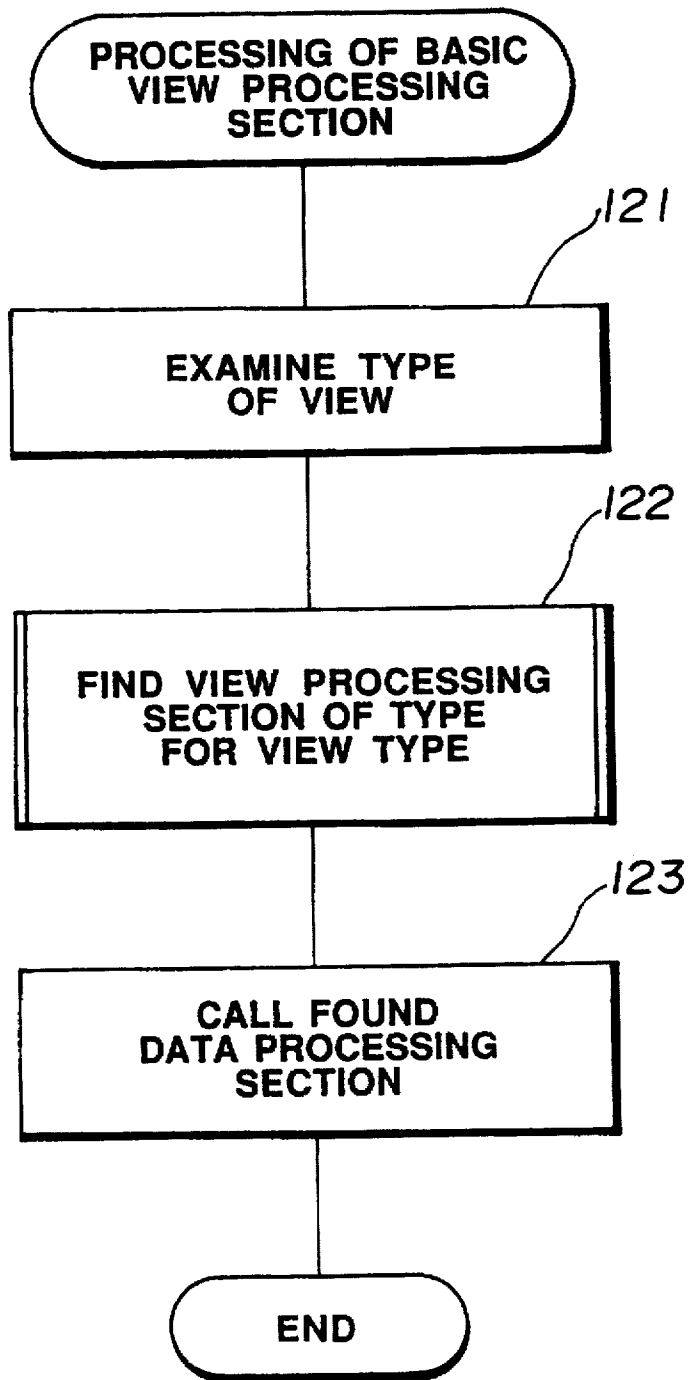 PROCESSING OF BASIC
VIEW PROCESSING
SECTION
121
EXAMINE TYPE
OF VIEW
122
FIND VIEW PROCESSING
SECTION OF TYPE
FOR VIEW TYPE
123
CALL FOUND
DATA PROCESSING
SECTION
END